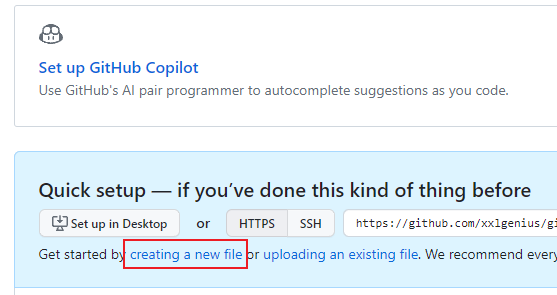 Set up GitHub Copilot
Use GitHub's AI pair programmer to autocomplete suggestions as you code.
Quick setup — if you've done this kind of thing before
Set up in Desktop or HTTPS SSH https://github.com/xxlgenius/gi
Get started by creating a new file or uploading an existing file. We recommend every